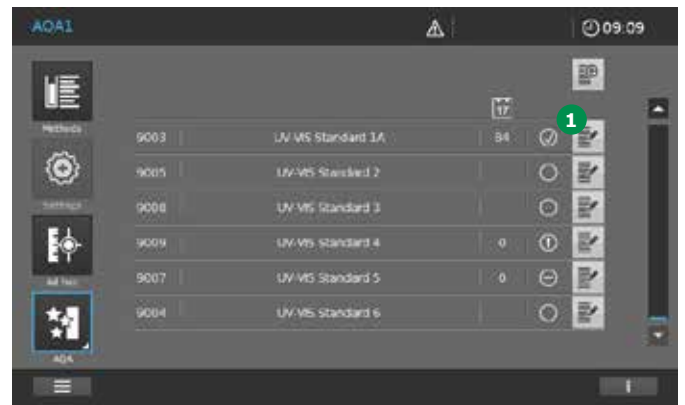 AQA1 09:09
17
1
Methods
9003 UV-VIS Standard 1A 84
9005 UV-VIS Standard 2
Settings
9008 UV-VIS Standard 3
9009 UV-VIS Standard 4 0
9007 UV-VIS Standard 5 0
9004 UV-VIS Standard 6
AQA
i